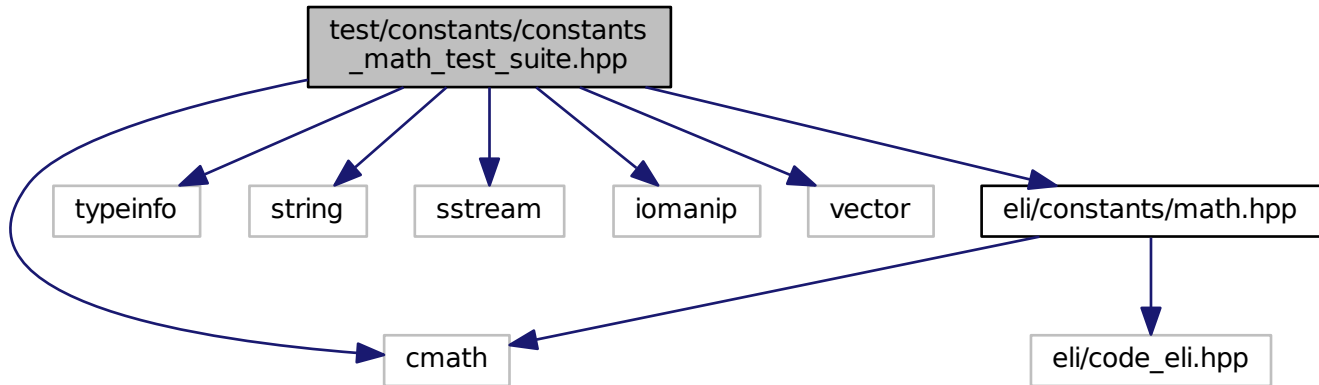 test/constants/constants
_math_test_suite.hpp
typeinfo
string
sstream
iomanip
vector
eli/constants/math.hpp
cmath
eli/code_eli.hpp